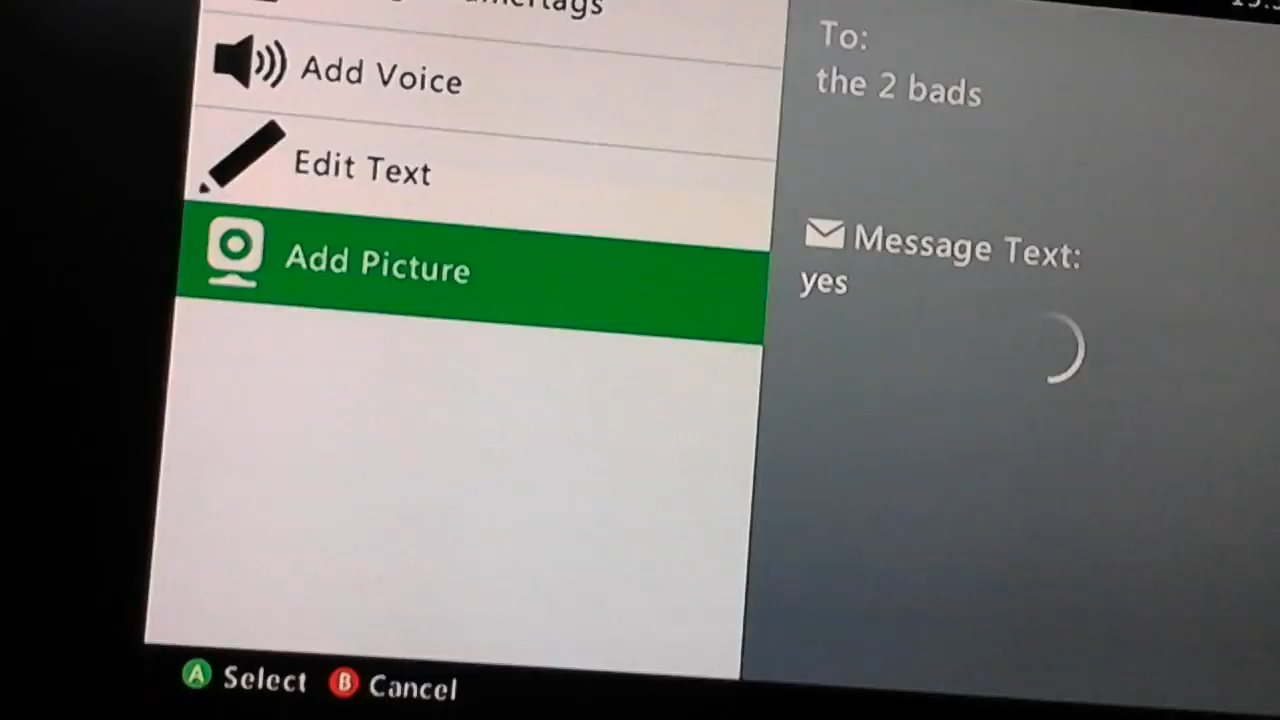 Add Voice
Edit Text
Add Picture
To:
the 2 bads
Message Text:
yes
A Select B Cancel